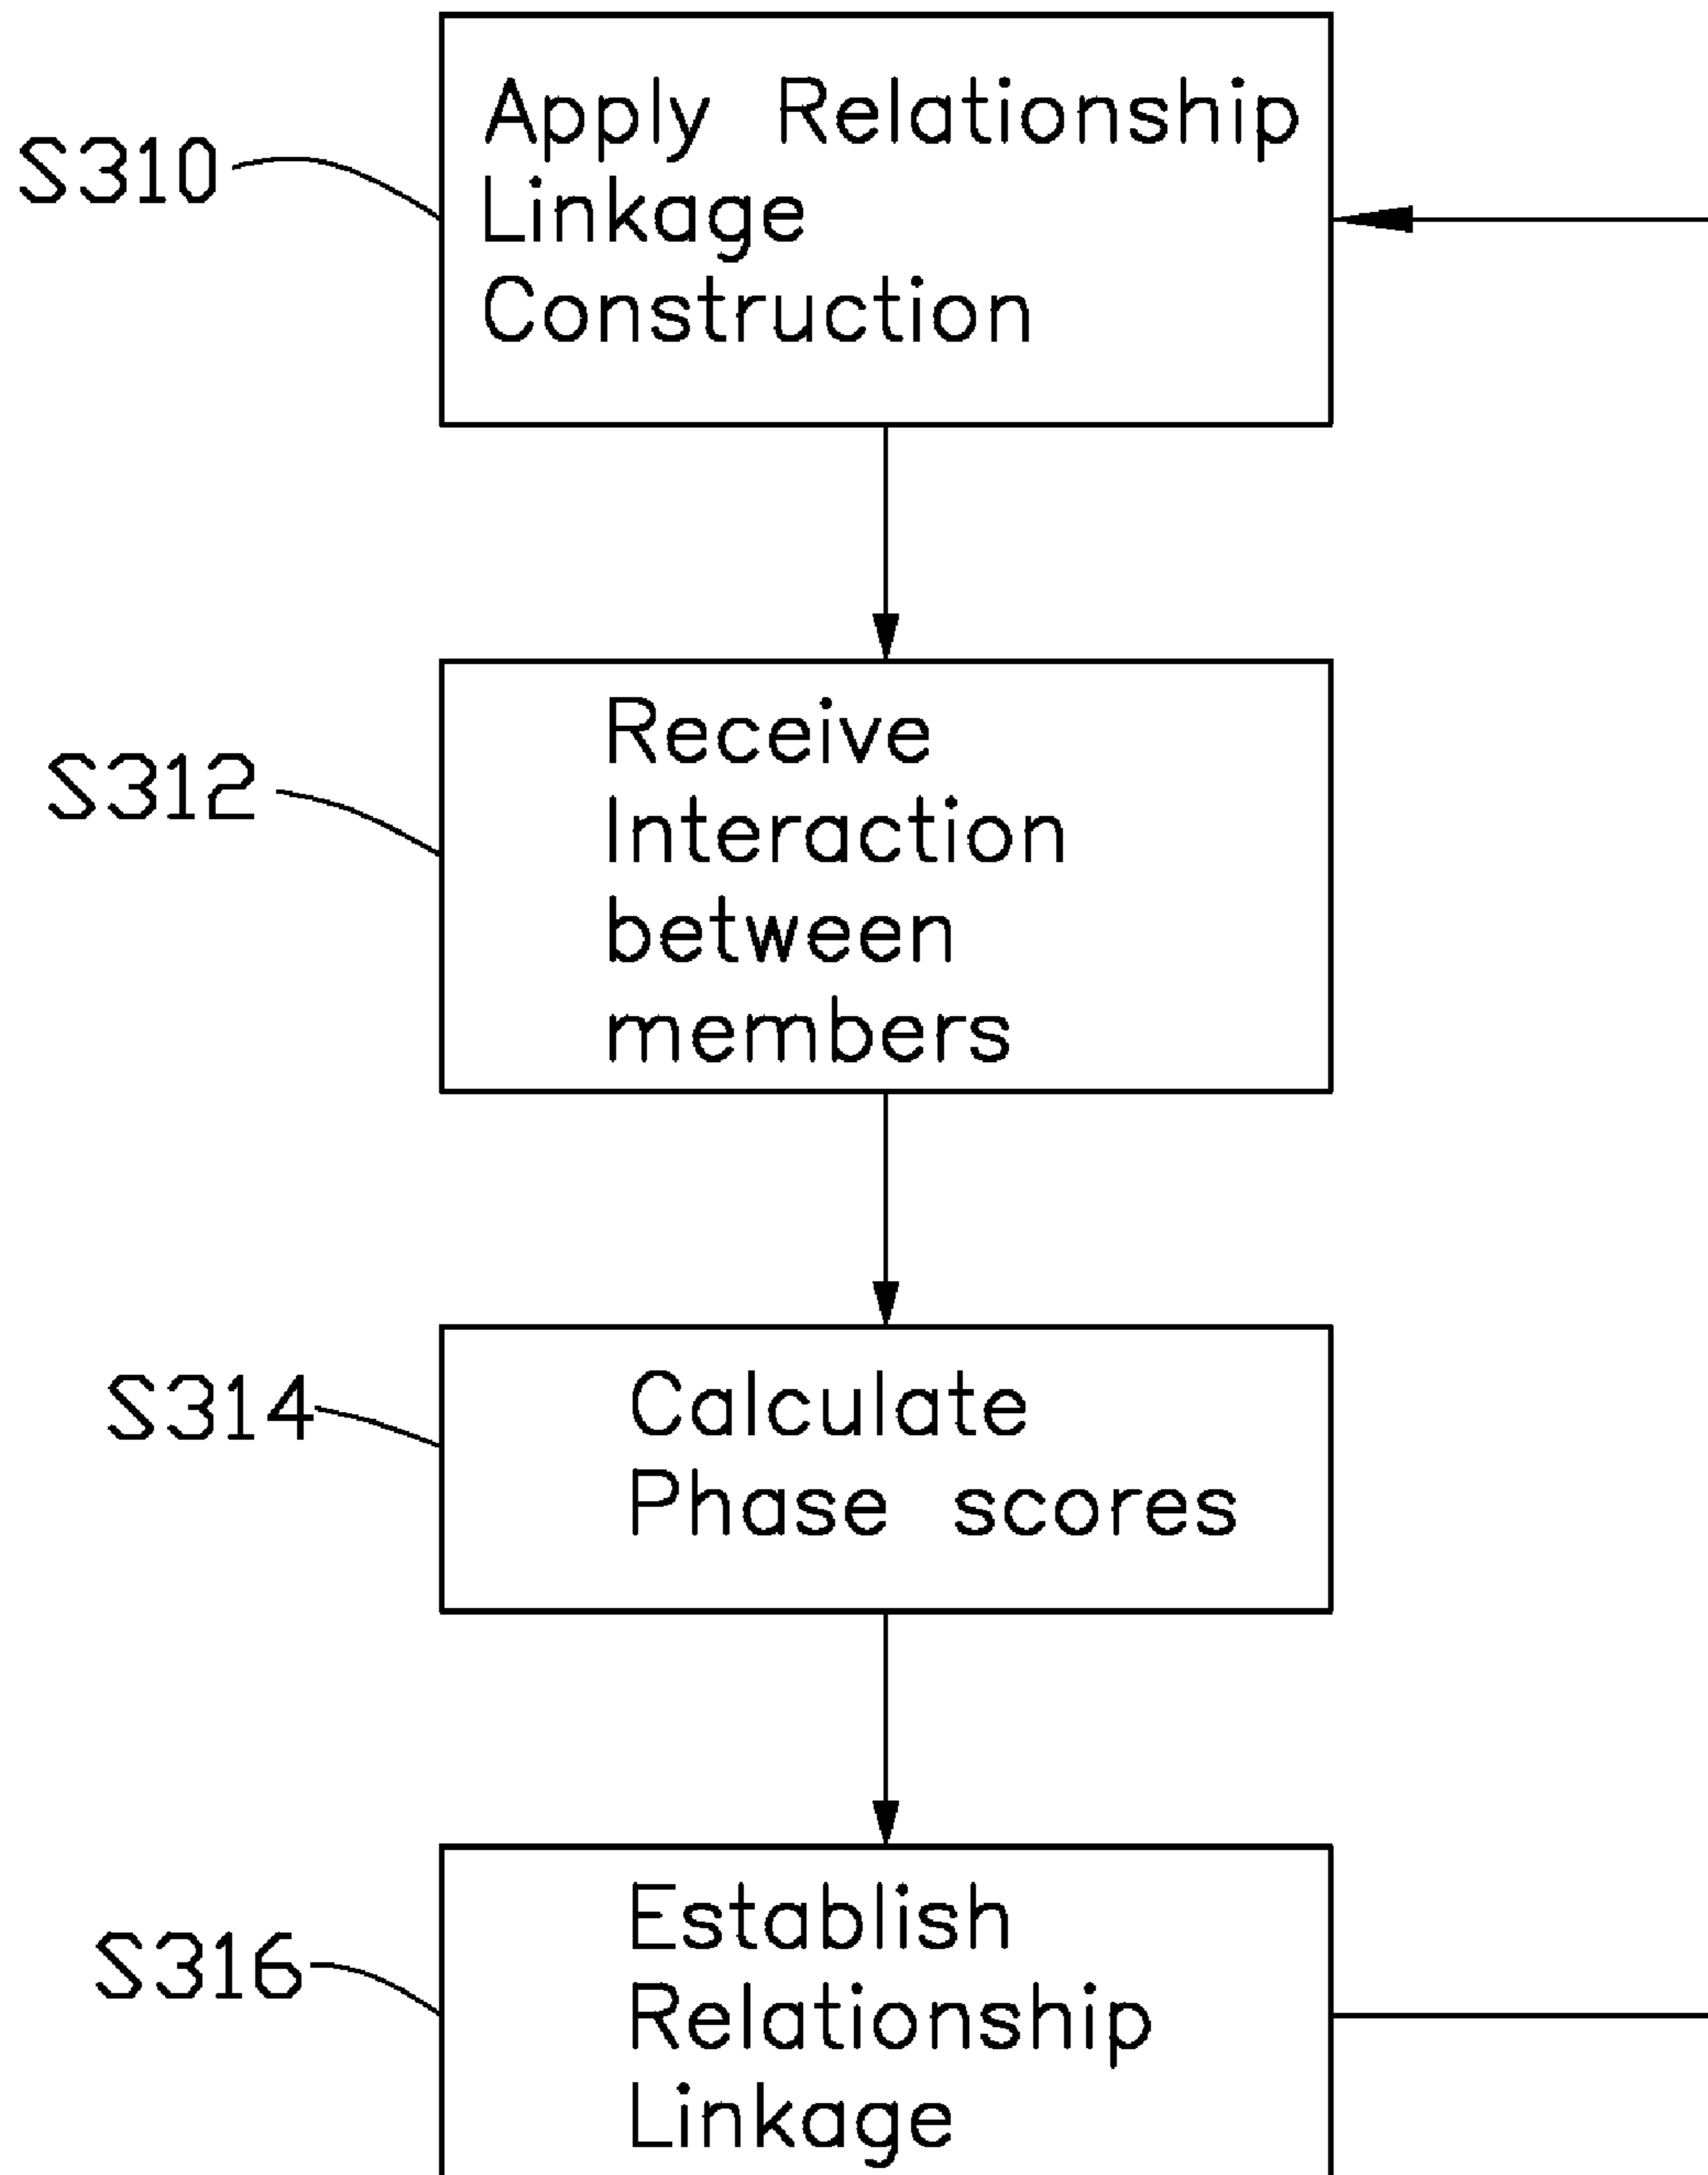 S310
Apply Relationship
Linkage
Construction
S312
Receive
Interaction
between
members
S314
Calculate
Phase scores
S316
Establish
Relationship
Linkage